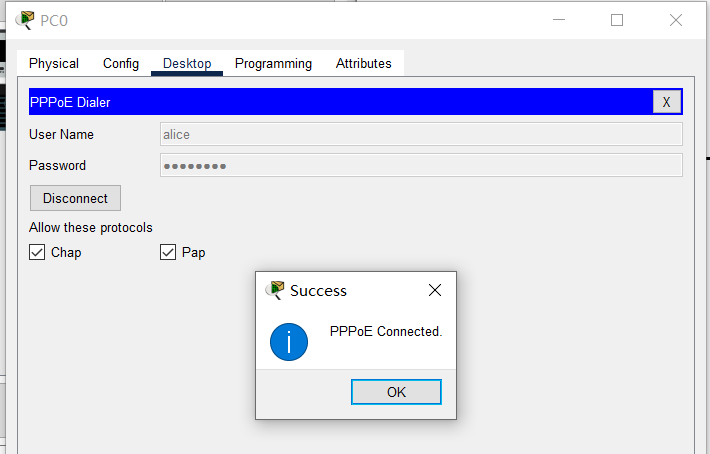 PC0
Physical Config Desktop Programming Attributes
PPPoE Dialer X
User Name alice
Password ●●●●●●●●
Disconnect
Allow these protocols
Chap Pap
Success
PPPoE Connected.
OK